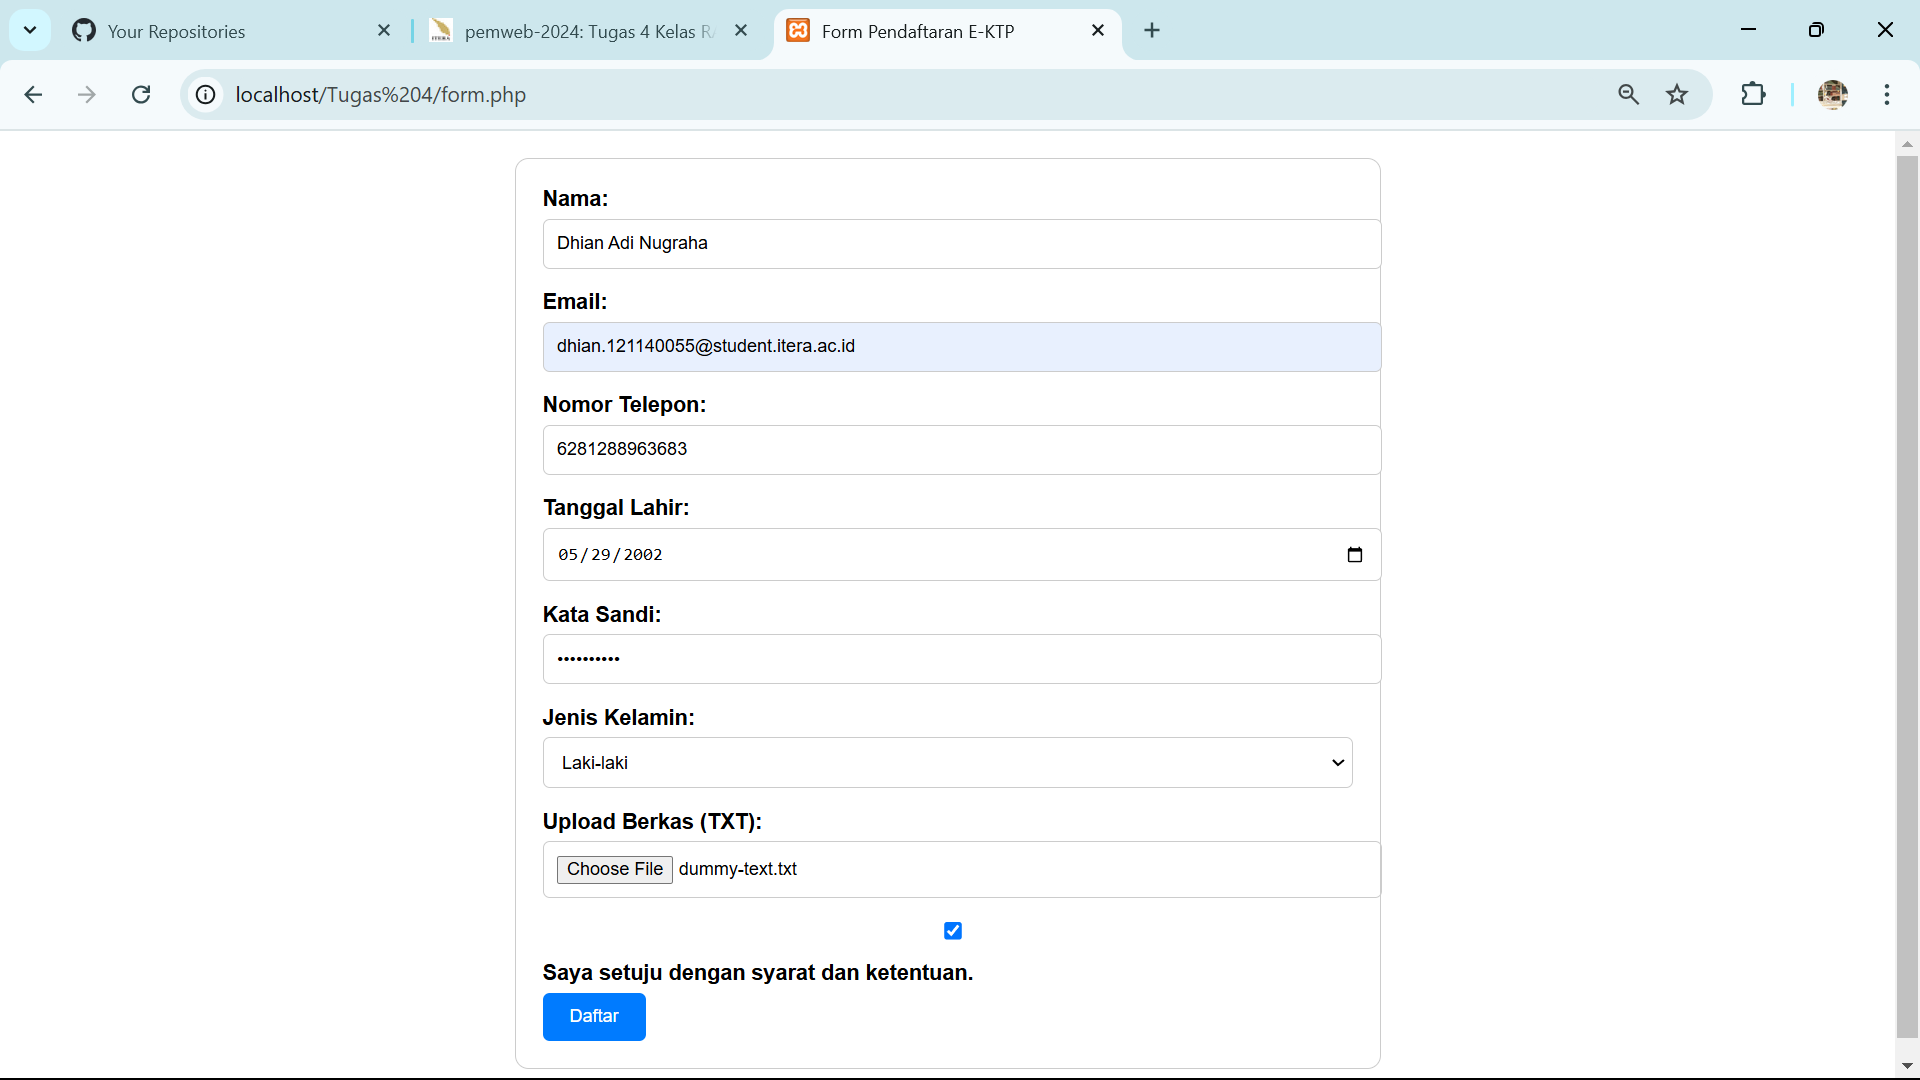 Your Repositories
pemweb-2024: Tugas 4 Kelas RA
Form Pendaftaran E-KTP
localhost/Tugas%204/form.php
Nama:
Dhian Adi Nugraha
Email:
dhian.121140055@student.itera.ac.id
Nomor Telepon:
6281288963683
Tanggal Lahir:
05/29/2002
Kata Sandi:
••••••••••
Jenis Kelamin:
Laki-laki
Upload Berkas (TXT):
Choose File dummy-text.txt
Saya setuju dengan syarat dan ketentuan.
Daftar